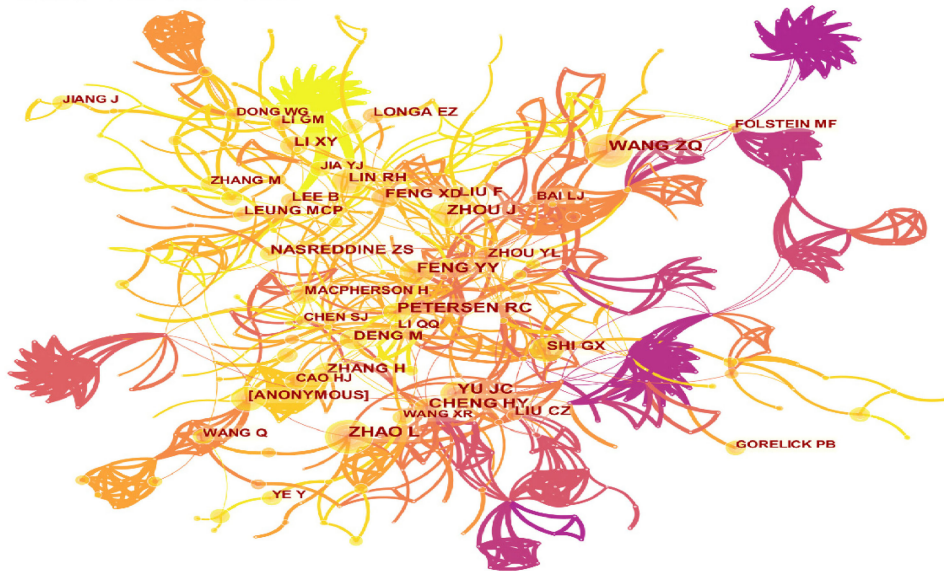 JIANG J
DONG WG
LI GM
LONGA EZ
FOLSTEIN MF
LI XY
WANG ZQ
JIA YJ
ZHANG M
LIN RH
LEE B
FENG XD
LIU F
BAI LJ
LEUNG MCP
ZHOU J
NASREDDINE ZS
ZHOU YL
FENG YY
MACPHERSON H
PETERSEN RC
CHEN SJ
LI QQ
DENG M
SHI GX
ZHANG H
CAO HJ
[ANONYMOUS]
YU JC
CHENG HY
WANG XR
LIU CZ
WANG Q
ZHAO L
GORELICK PB
YE Y